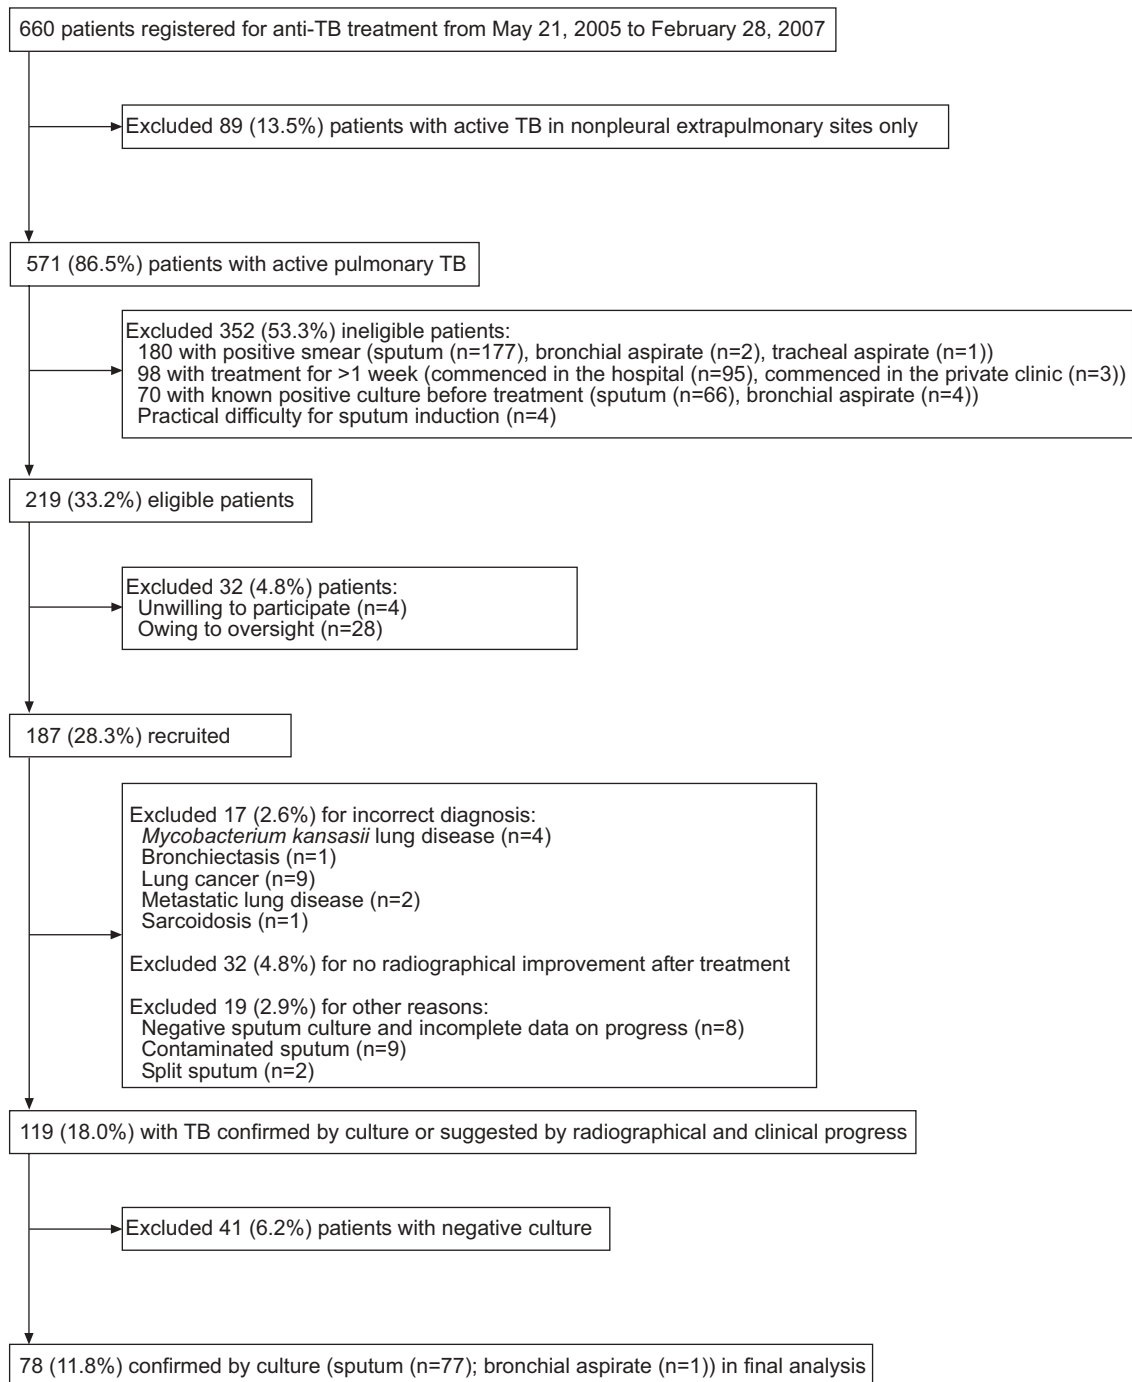 660 patients registered for anti-TB treatment from May 21, 2005 to February 28, 2007
Excluded 89 (13.5%) patients with active TB in nonpleural extrapulmonary sites only
571 (86.5%) patients with active pulmonary TB
Excluded 352 (53.3%) ineligible patients:
180 with positive smear (sputum (n=177), bronchial aspirate (n=2), tracheal aspirate (n=1))
98 with treatment for >1 week (commenced in the hospital (n=95), commenced in the private clinic (n=3))
70 with known positive culture before treatment (sputum (n=66), bronchial aspirate (n=4))
Practical difficulty for sputum induction (n=4)
219 (33.2%) eligible patients
Excluded 32 (4.8%) patients:
Unwilling to participate (n=4)
Owing to oversight (n=28)
187 (28.3%) recruited
Excluded 17 (2.6%) for incorrect diagnosis:
Mycobacterium kansasii lung disease (n=4)
Bronchiectasis (n=1)
Lung cancer (n=9)
Metastatic lung disease (n=2)
Sarcoidosis (n=1)
Excluded 32 (4.8%) for no radiographical improvement after treatment
Excluded 19 (2.9%) for other reasons:
Negative sputum culture and incomplete data on progress (n=8)
Contaminated sputum (n=9)
Split sputum (n=2)
119 (18.0%) with TB confirmed by culture or suggested by radiographical and clinical progress
Excluded 41 (6.2%) patients with negative culture
78 (11.8%) confirmed by culture (sputum (n=77); bronchial aspirate (n=1)) in final analysis